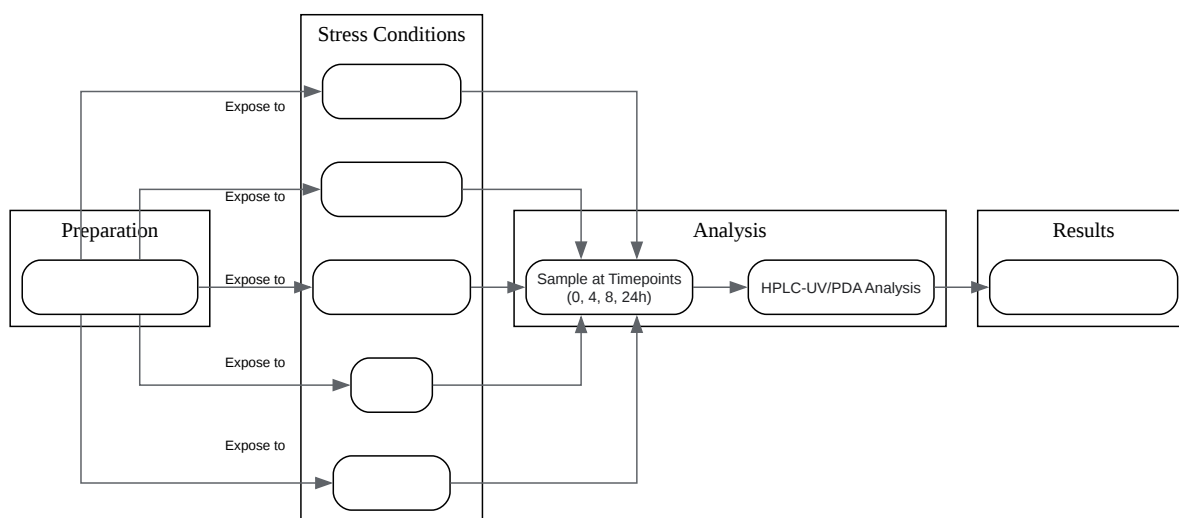 Stress Conditions
Expose to
Expose to
Preparation
Analysis
Results
Expose to
Sample at Timepoints
(0, 4, 8, 24h)
HPLC-UV/PDA Analysis
Expose to
Expose to